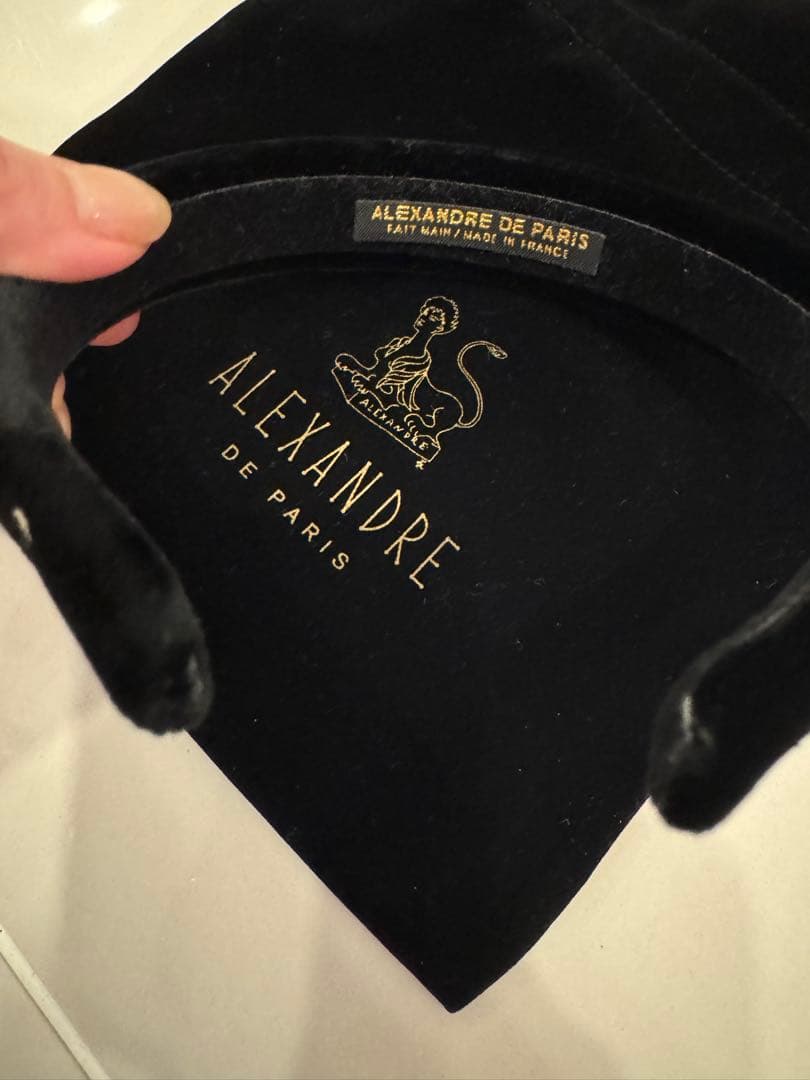 ALEXANDRE DE PARIS
FAIT MAIN / MADE IN FRANCE
ALEXANDRE
ALEXANDRE
DE PARIS